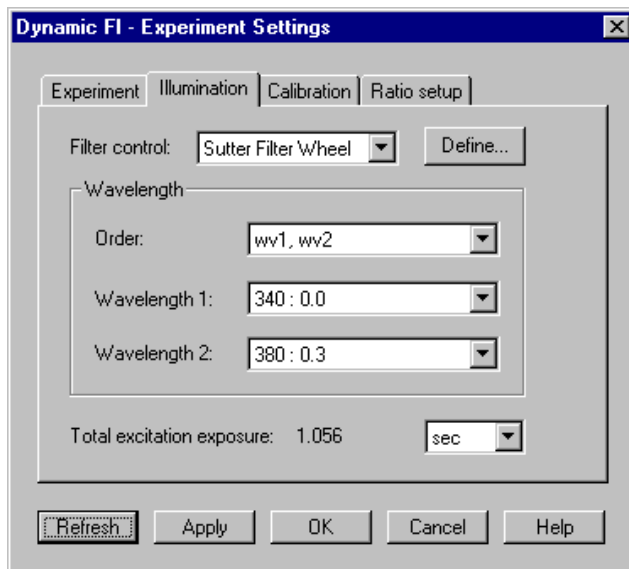 Dynamic FI - Experiment Settings
Experiment Illumination Calibration Ratio setup
Filter control: Sutter Filter Wheel Define...
Wavelength
Order: wv1, wv2
Wavelength 1: 340 : 0.0
Wavelength 2: 380 : 0.3
Total excitation exposure: 1.056 sec
Refresh Apply OK Cancel Help